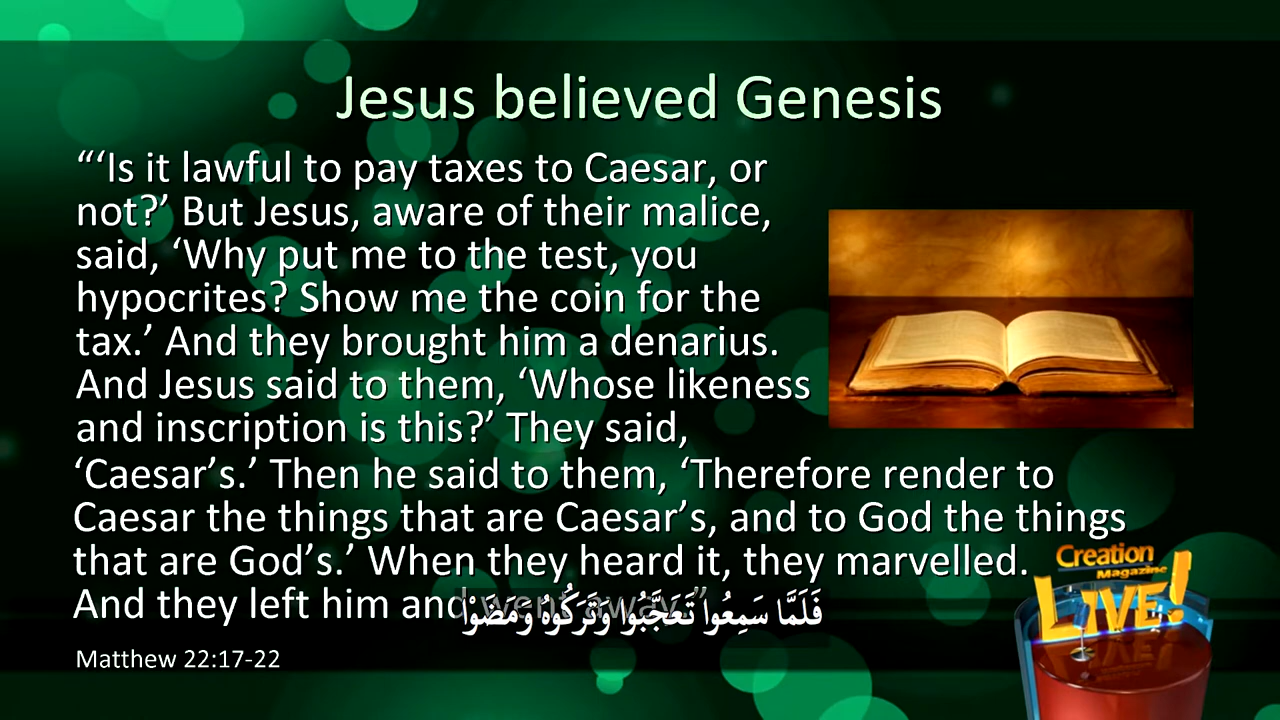 Jesus believed Genesis
“‘Is it lawful to pay taxes to Caesar, or
not?’ But Jesus, aware of their malice,
said, ‘Why put me to the test, you
hypocrites? Show me the coin for the
tax.’ And they brought him a denarius.
And Jesus said to them, ‘Whose likeness
and inscription is this?’ They said,
‘Caesar’s.’ Then he said to them, ‘Therefore render to
Caesar the things that are Caesar’s, and to God the things
that are God’s.’ When they heard it, they marvelled.
And they left him and went away.”
فَلَمَّا سَمِعُوا تَعَجَّبُوا وَتَرَكُوهُ وَمَضَوْا
Matthew 22:17-22
Creation
Magazine
LIVE!